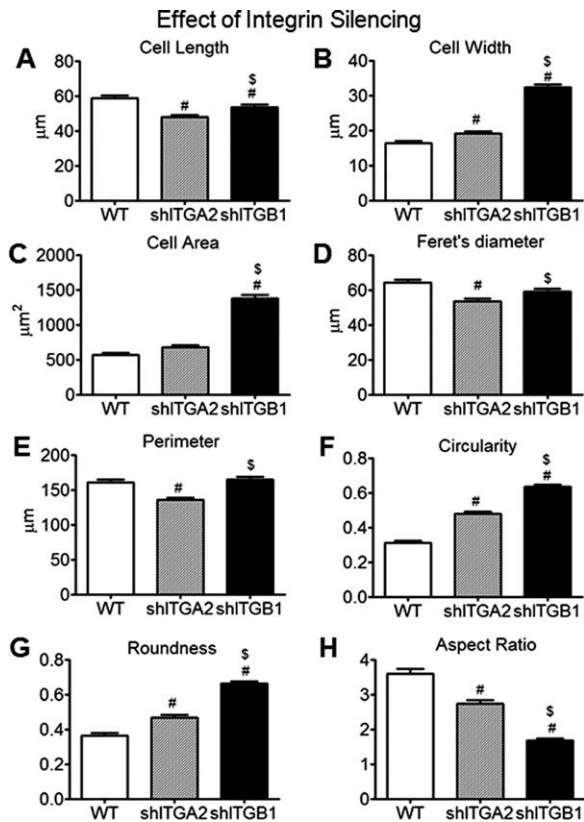 Effect of Integrin Silencing
A
Cell Length
µm
80
60
40
20
0
#
$
#
WT shITGA2 shITGB1
B
Cell Width
µm
40
30
20
10
0
#
$
#
WT shITGA2 shITGB1
C
Cell Area
µm²
2000
1500
1000
500
0
$
#
WT shITGA2 shITGB1
D
Feret's diameter
µm
80
60
40
20
0
#
$
WT shITGA2 shITGB1
E
Perimeter
µm
200
150
100
50
0
#
$
WT shITGA2 shITGB1
F
Circularity
0.8
0.6
0.4
0.2
0.0
#
$
#
WT shITGA2 shITGB1
G
Roundness
0.8
0.6
0.4
0.2
0.0
#
$
#
WT shITGA2 shITGB1
H
Aspect Ratio
4
3
2
1
0
#
$
#
WT shITGA2 shITGB1